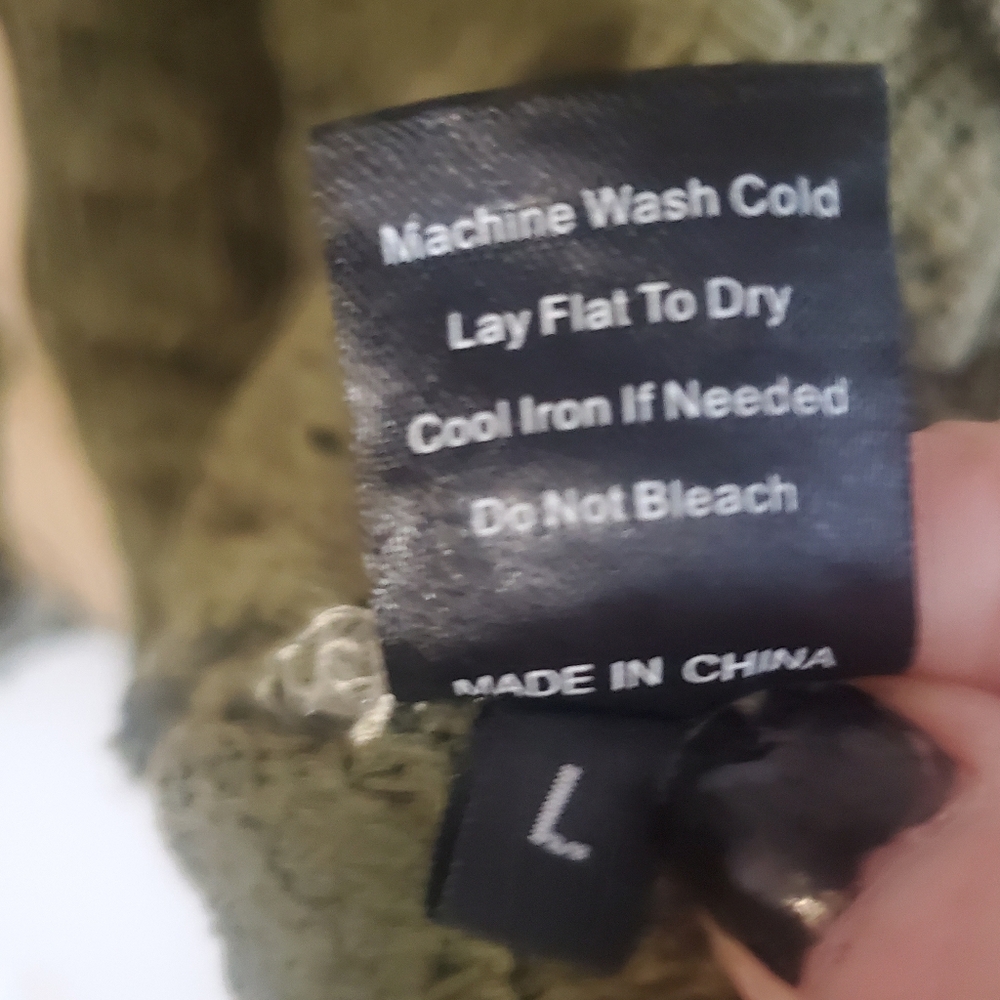 Machine Wash Cold
Lay Flat To Dry
Cool Iron If Needed
Do Not Bleach
MADE IN CHINA
L